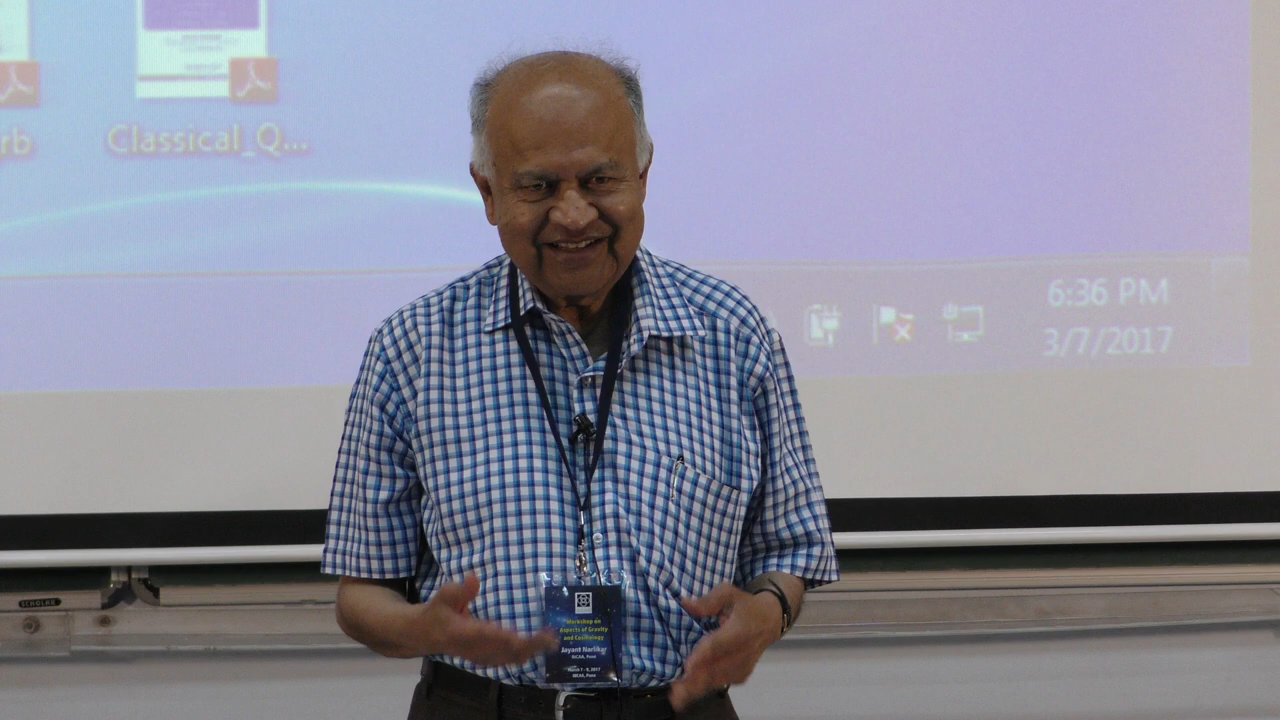 rb
Classical_Q...
6:36 PM
3/7/2017
SCHOLAR
Workshop on
Aspects of Gravity
and Cosmology
Jayant Narlikar
IUCAA, Pune
March 7 - 9, 2017
IUCAA, Pune